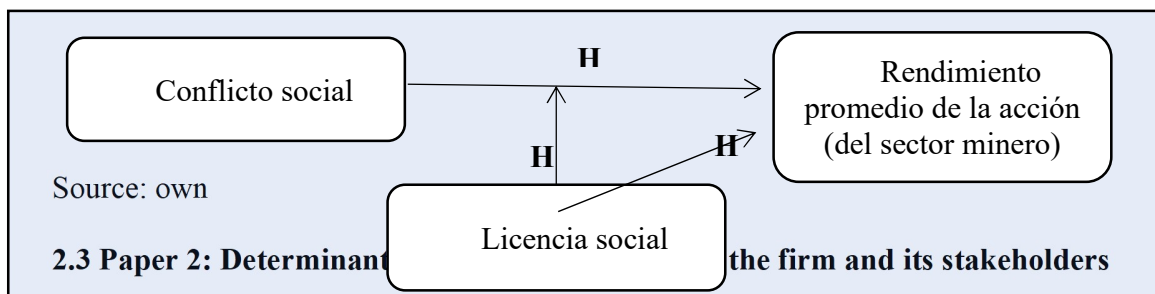 H
Conflicto social
Rendimiento
promedio de la acción
(del sector minero)
H
H
Source: own
Licencia social
2.3 Paper 2: Determinant
the firm and its stakeholders